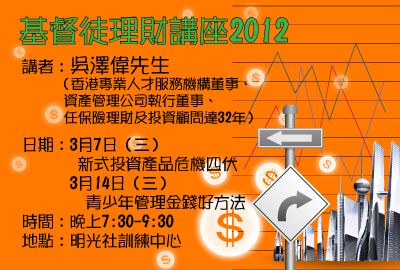 基督徒理財講座2012
講者：吳澤偉先生
（香港專業人才服務機構董事、
資產管理公司執行董事、
任保險理財及投資顧問達32年）
日期：3月7日（三）
新式投資產品危機四伏
3月14日（三）
青少年管理金錢好方法
時間：晚上7:30-9:30
地點：明光社訓練中心